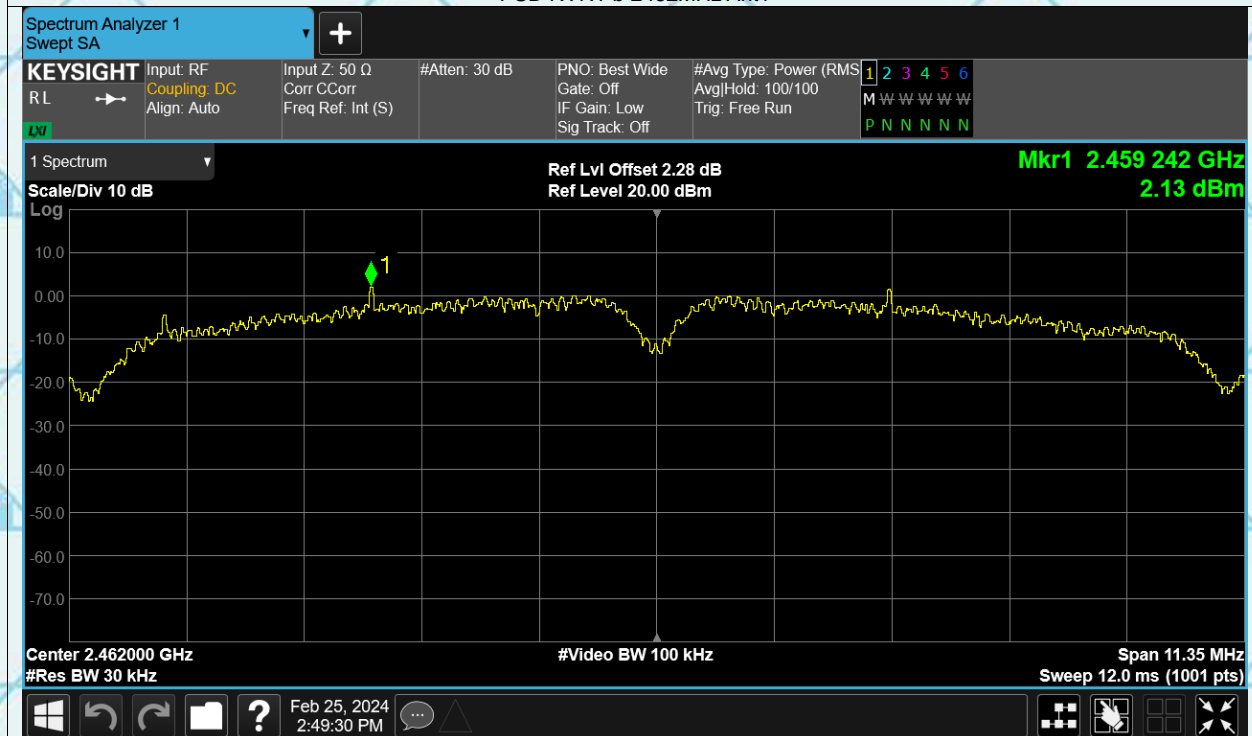 Spectrum Analyzer 1
Swept SA
KEYSIGHT
R L
LXI
Input: RF
Coupling: DC
Align: Auto
Input Z: 50 Ω
Corr CCorr
Freq Ref: Int (S)
#Atten: 30 dB
PNO: Best Wide
Gate: Off
IF Gain: Low
Sig Track: Off
#Avg Type: Power (RMS
Avg|Hold: 100/100
Trig: Free Run
1 2 3 4 5 6
M W W W W W
P N N N N N
1 Spectrum
Scale/Div 10 dB
Log
Ref Lvl Offset 2.28 dB
Ref Level 20.00 dBm
Mkr1 2.459 242 GHz
2.13 dBm
1
10.0
0.00
-10.0
-20.0
-30.0
-40.0
-50.0
-60.0
-70.0
Center 2.462000 GHz
#Res BW 30 kHz
#Video BW 100 kHz
Span 11.35 MHz
Sweep 12.0 ms (1001 pts)
?
Feb 25, 2024
2:49:30 PM